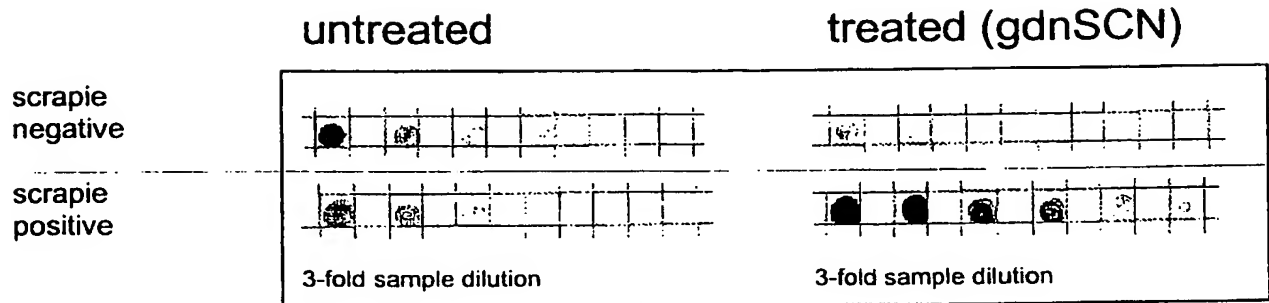 untreated
treated (gdnSCN)
scrapie
negative
scrapie
positive
3-fold sample dilution
3-fold sample dilution